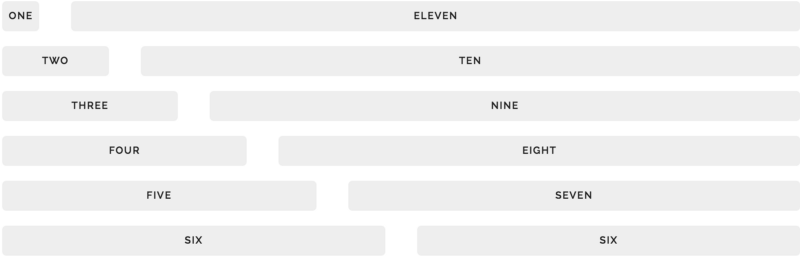 ONE ELEVEN
TWO TEN
THREE NINE
FOUR EIGHT
FIVE SEVEN
SIX SIX